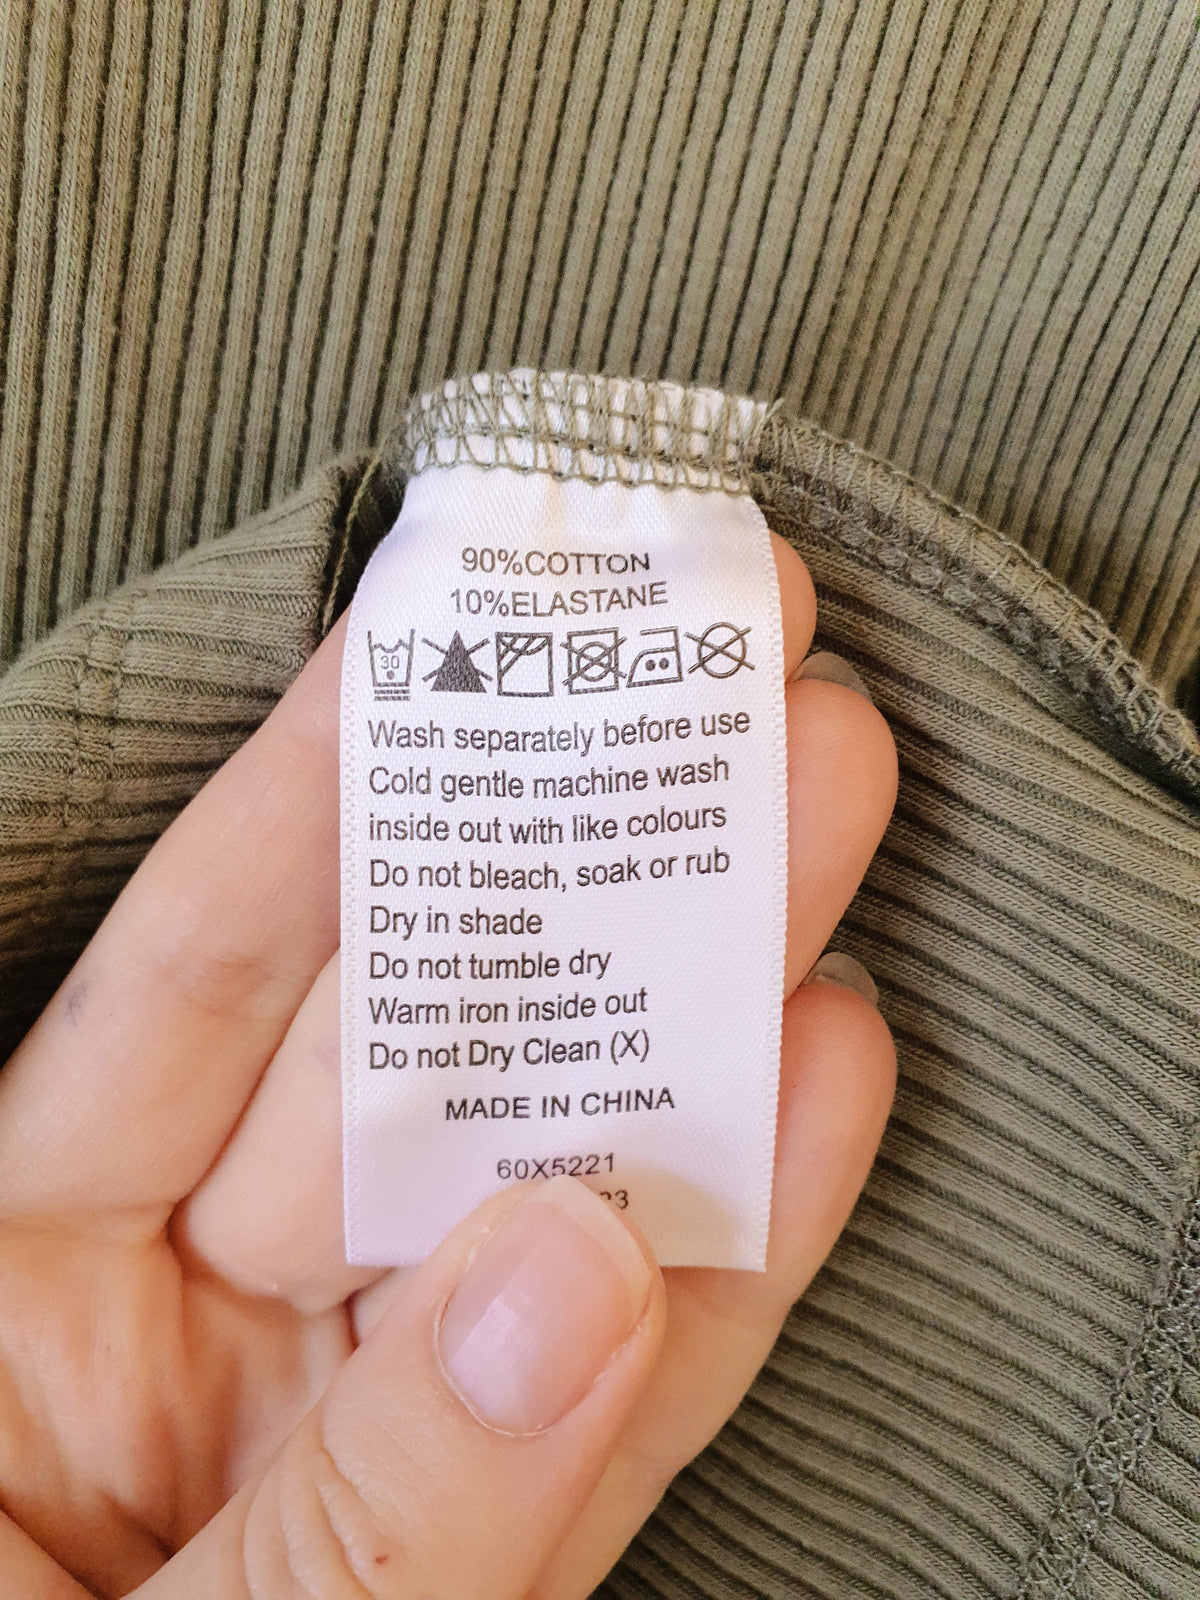 90%COTTON
10%ELASTANE
30
Wash separately before use
Cold gentle machine wash
inside out with like colours
Do not bleach, soak or rub
Dry in shade
Do not tumble dry
Warm iron inside out
Do not Dry Clean (X)
MADE IN CHINA
60X5221